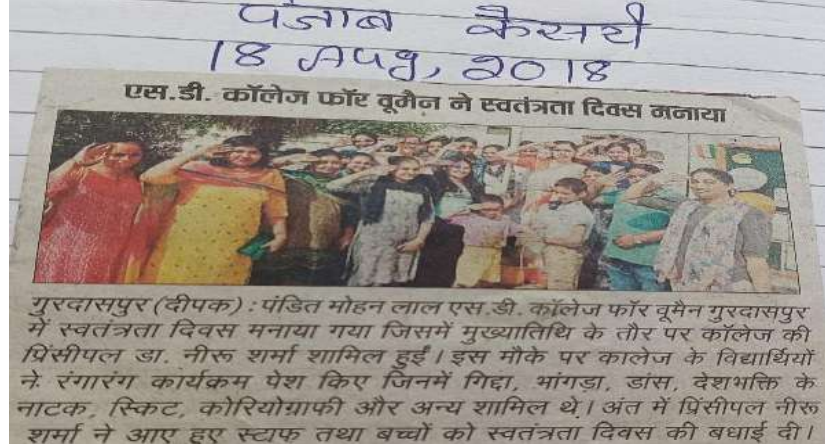 पंजाब केसरी
18 Aug, 2018
एस.डी. कॉलेज फॉर वूमैन ने स्वतंत्रता दिवस मनाया
गुरदासपुर (दीपक) : पंडित मोहन लाल एस.डी. कॉलेज फॉर वूमैन गुरदासपुर
में स्वतंत्रता दिवस मनाया गया जिसमें मुख्यातिथि के तौर पर कॉलेज की
प्रिंसीपल डा. नीरू शर्मा शामिल हुईं। इस मौके पर कालेज के विद्यार्थियों
ने रंगारंग कार्यक्रम पेश किए जिनमें गिद्दा, भांगड़ा, डांस, देशभक्ति के
नाटक, स्किट, कोरियोग्राफी और अन्य शामिल थे। अंत में प्रिंसीपल नीरू
शर्मा ने आए हुए स्टाफ तथा बच्चों को स्वतंत्रता दिवस की बधाई दी।